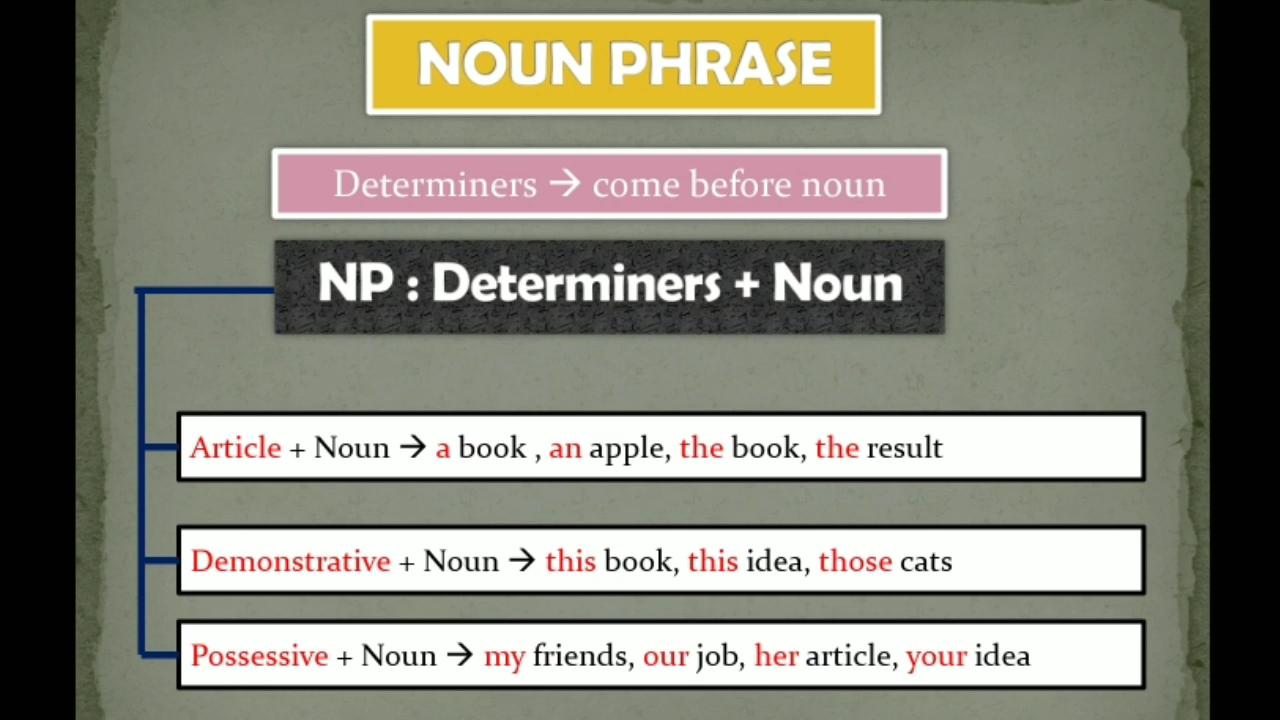 NOUN PHRASE
Determiners → come before noun
NP : Determiners + Noun
Article + Noun → a book , an apple, the book, the result
Demonstrative + Noun → this book, this idea, those cats
Possessive + Noun → my friends, our job, her article, your idea